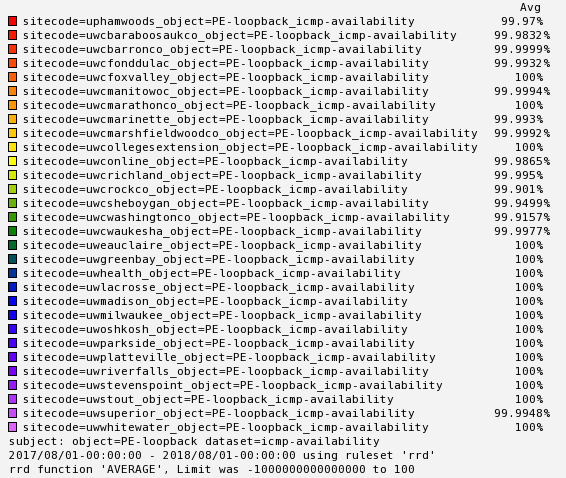 Avg
sitecode=uphamwoods_object=PE-loopback_icmp-availability 99.97%
sitecode=uwcbaraboosaukco_object=PE-loopback_icmp-availability 99.9832%
sitecode=uwcbarronco_object=PE-loopback_icmp-availability 99.9999%
sitecode=uwcfonddulac_object=PE-loopback_icmp-availability 99.9932%
sitecode=uwcfoxvalley_object=PE-loopback_icmp-availability 100%
sitecode=uwcmanitowoc_object=PE-loopback_icmp-availability 99.9994%
sitecode=uwcmarathonco_object=PE-loopback_icmp-availability 100%
sitecode=uwcmarinette_object=PE-loopback_icmp-availability 99.993%
sitecode=uwcmarshfieldwoodco_object=PE-loopback_icmp-availability 99.9992%
sitecode=uwcollegesextension_object=PE-loopback_icmp-availability 100%
sitecode=uwconline_object=PE-loopback_icmp-availability 99.9865%
sitecode=uwcrichland_object=PE-loopback_icmp-availability 99.995%
sitecode=uwcrockco_object=PE-loopback_icmp-availability 99.901%
sitecode=uwcsheboygan_object=PE-loopback_icmp-availability 99.9499%
sitecode=uwcwashingtonco_object=PE-loopback_icmp-availability 99.9157%
sitecode=uwcwaukesha_object=PE-loopback_icmp-availability 99.9977%
sitecode=uweauclaire_object=PE-loopback_icmp-availability 100%
sitecode=uwgreenbay_object=PE-loopback_icmp-availability 100%
sitecode=uwhealth_object=PE-loopback_icmp-availability 100%
sitecode=uwlacrosse_object=PE-loopback_icmp-availability 100%
sitecode=uwmadison_object=PE-loopback_icmp-availability 100%
sitecode=uwmilwaukee_object=PE-loopback_icmp-availability 100%
sitecode=uwoshkosh_object=PE-loopback_icmp-availability 100%
sitecode=uwparkside_object=PE-loopback_icmp-availability 100%
sitecode=uwplatteville_object=PE-loopback_icmp-availability 100%
sitecode=uwriverfalls_object=PE-loopback_icmp-availability 100%
sitecode=uwstevenspoint_object=PE-loopback_icmp-availability 100%
sitecode=uwstout_object=PE-loopback_icmp-availability 100%
sitecode=uwsuperior_object=PE-loopback_icmp-availability 99.9948%
sitecode=uwwhitewater_object=PE-loopback_icmp-availability 100%
subject: object=PE-loopback dataset=icmp-availability
2017/08/01-00:00:00 - 2018/08/01-00:00:00 using ruleset 'rrd'
rrd function 'AVERAGE', Limit was -1000000000000000 to 100